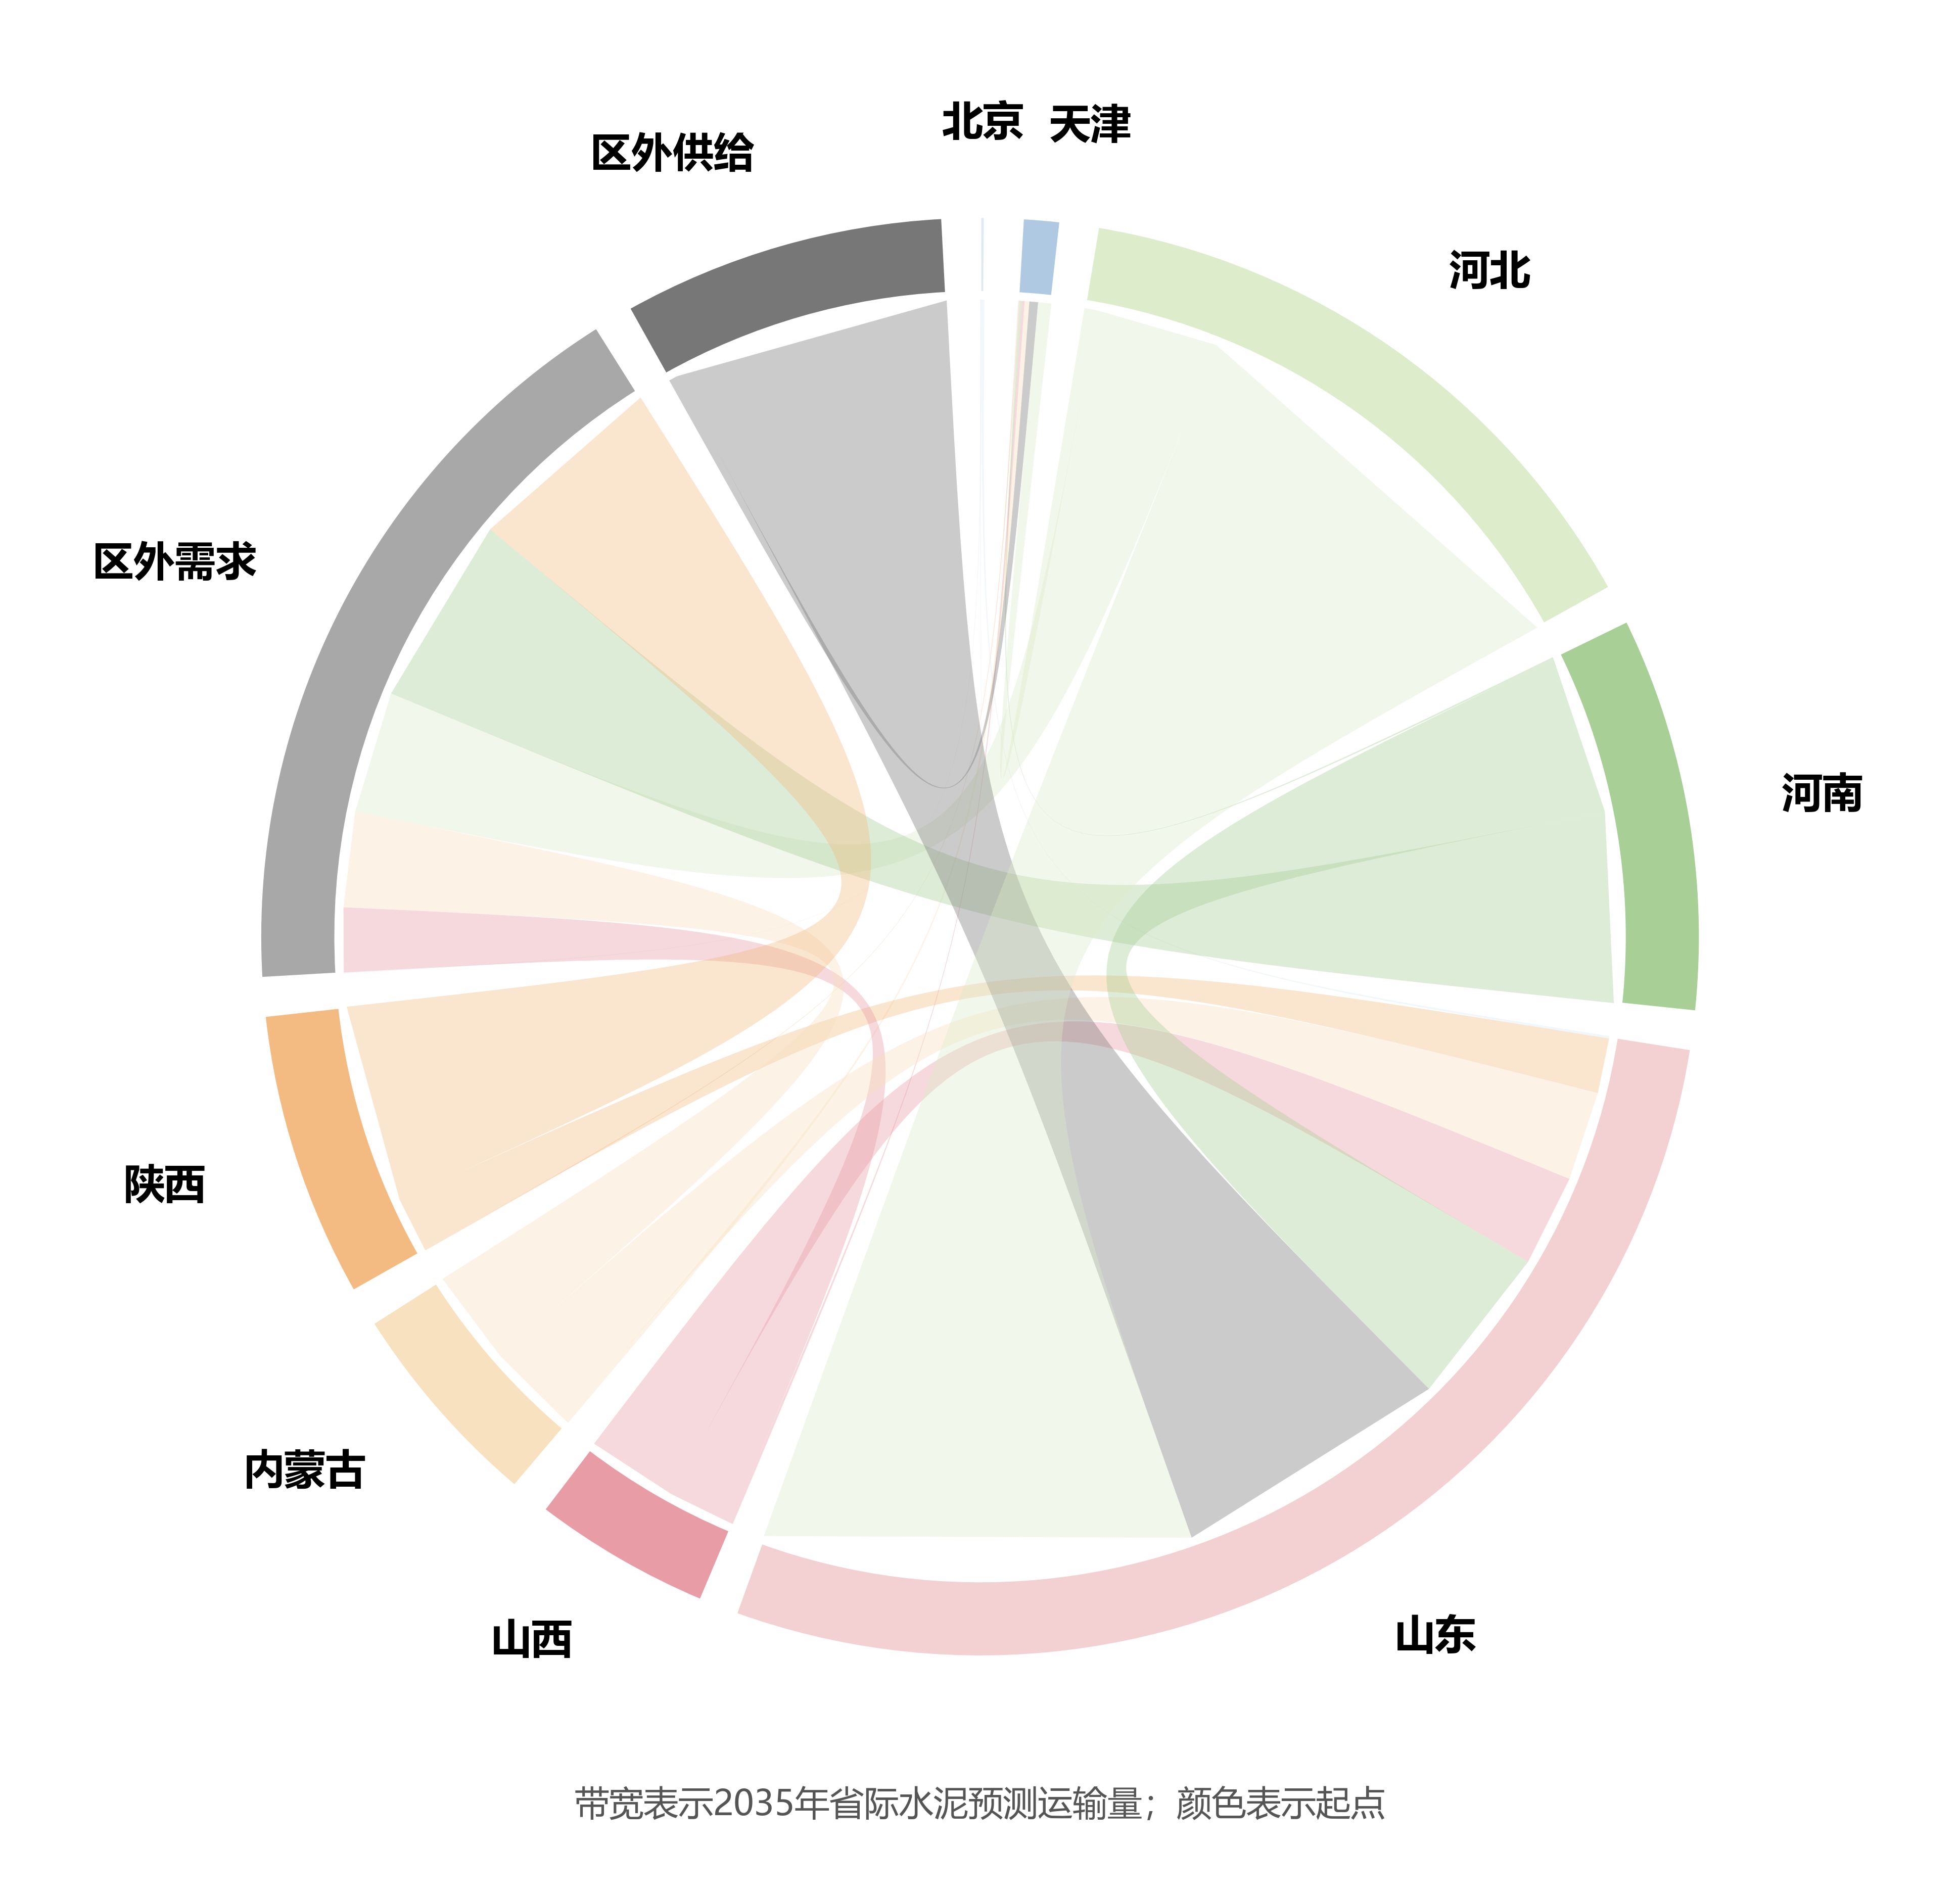 北京 天津
区外供给
河北
区外需求
河南
陕西
内蒙古
山西
山东
带宽表示2035年省际水泥预测运输量；颜色表示起点